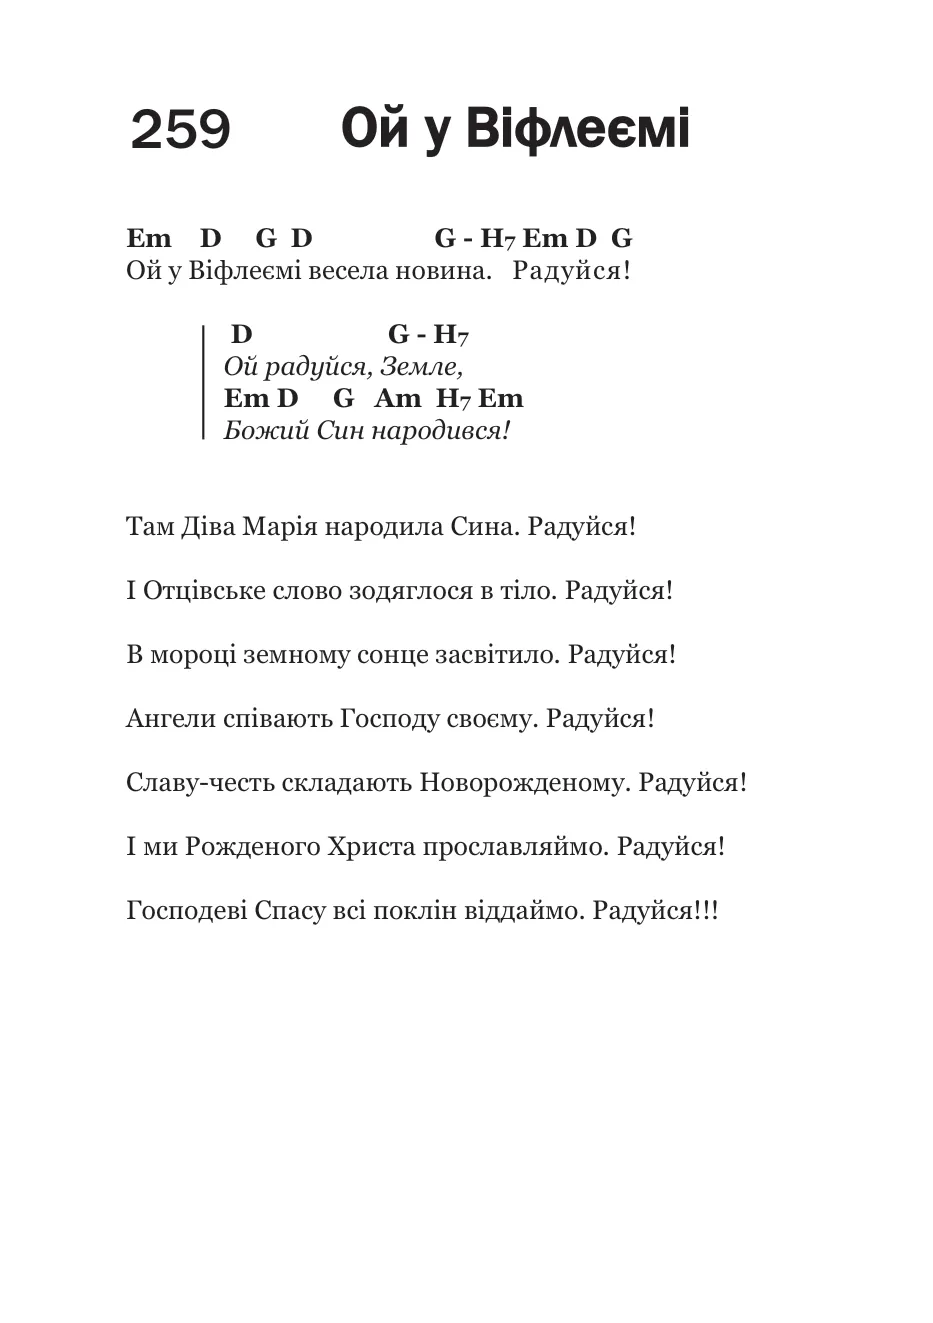 259 Ой у Віфлеємі
Em D G D G - H7 Em D G
Ой у Віфлеємі весела новина. Радуйся!
D G - H7
Ой радуйся, Земле,
Em D G Am H7 Em
Божий Син народився!
Там Діва Марія народила Сина. Радуйся!
І Отцівське слово зодяглося в тіло. Радуйся!
В мороці земному сонце засвітило. Радуйся!
Ангели співають Господу своєму. Радуйся!
Славу-честь складають Новорожденому. Радуйся!
І ми Рожденого Христа прославляймо. Радуйся!
Господеві Спасу всі поклін віддаймо. Радуйся!!!